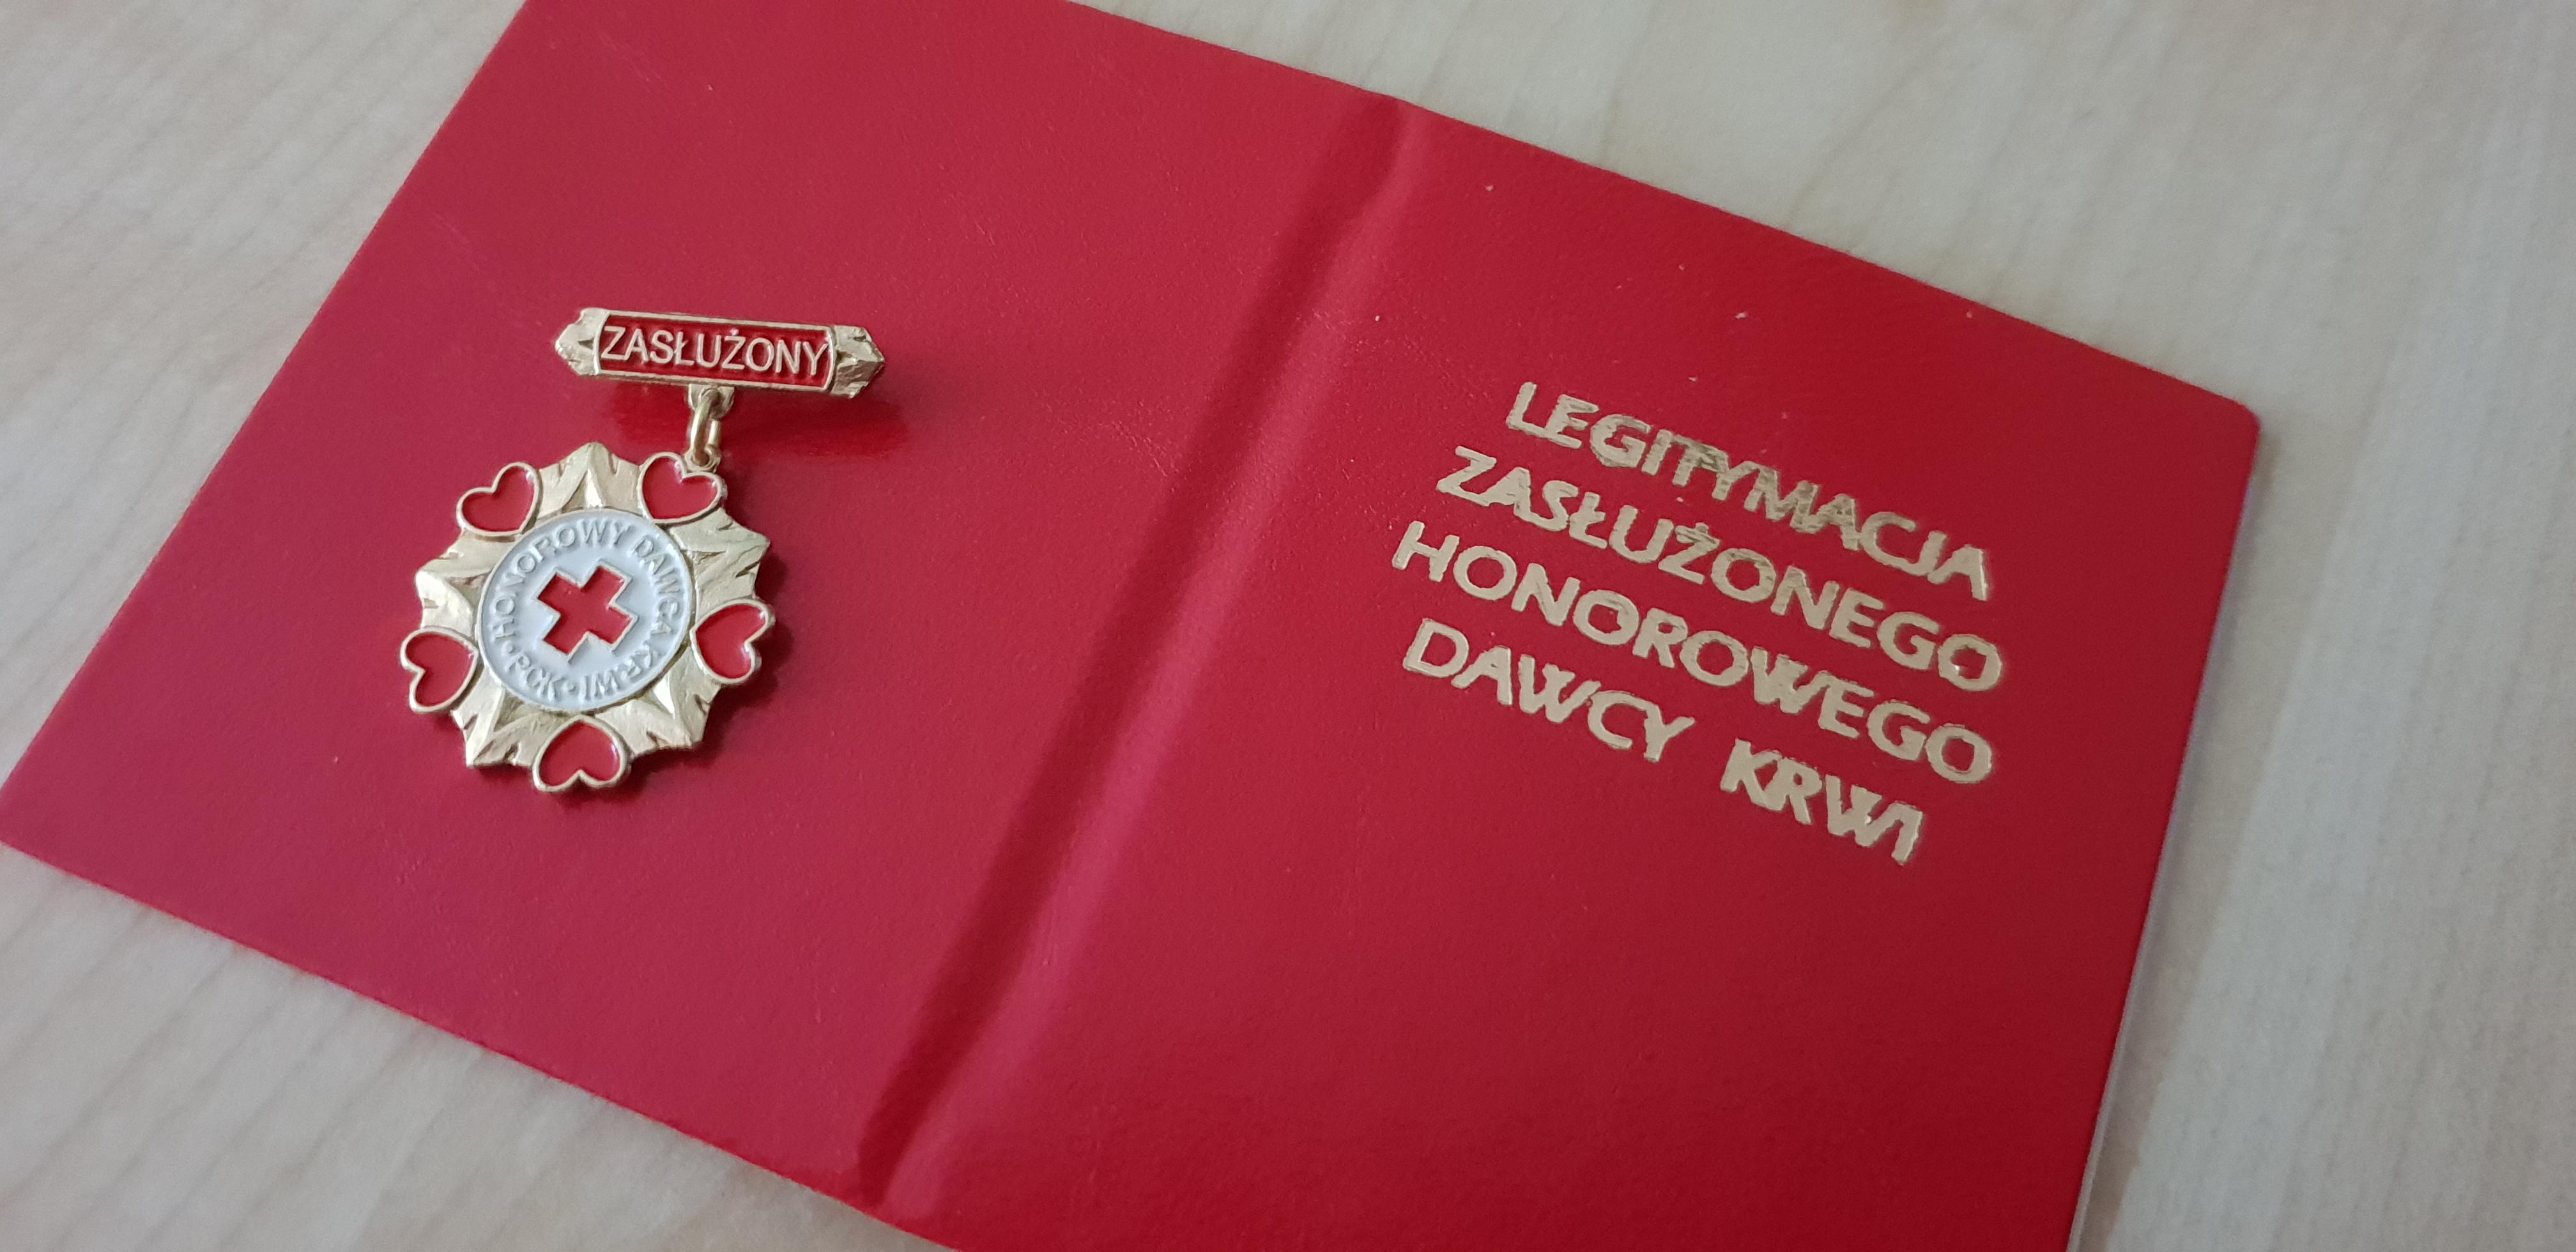 ZASŁUŻONY
HONOROWY DAWCA KRWI • PCK •
LEGITYMACJA
ZASŁUŻONEGO
HONOROWEGO
DAWCY KRWI